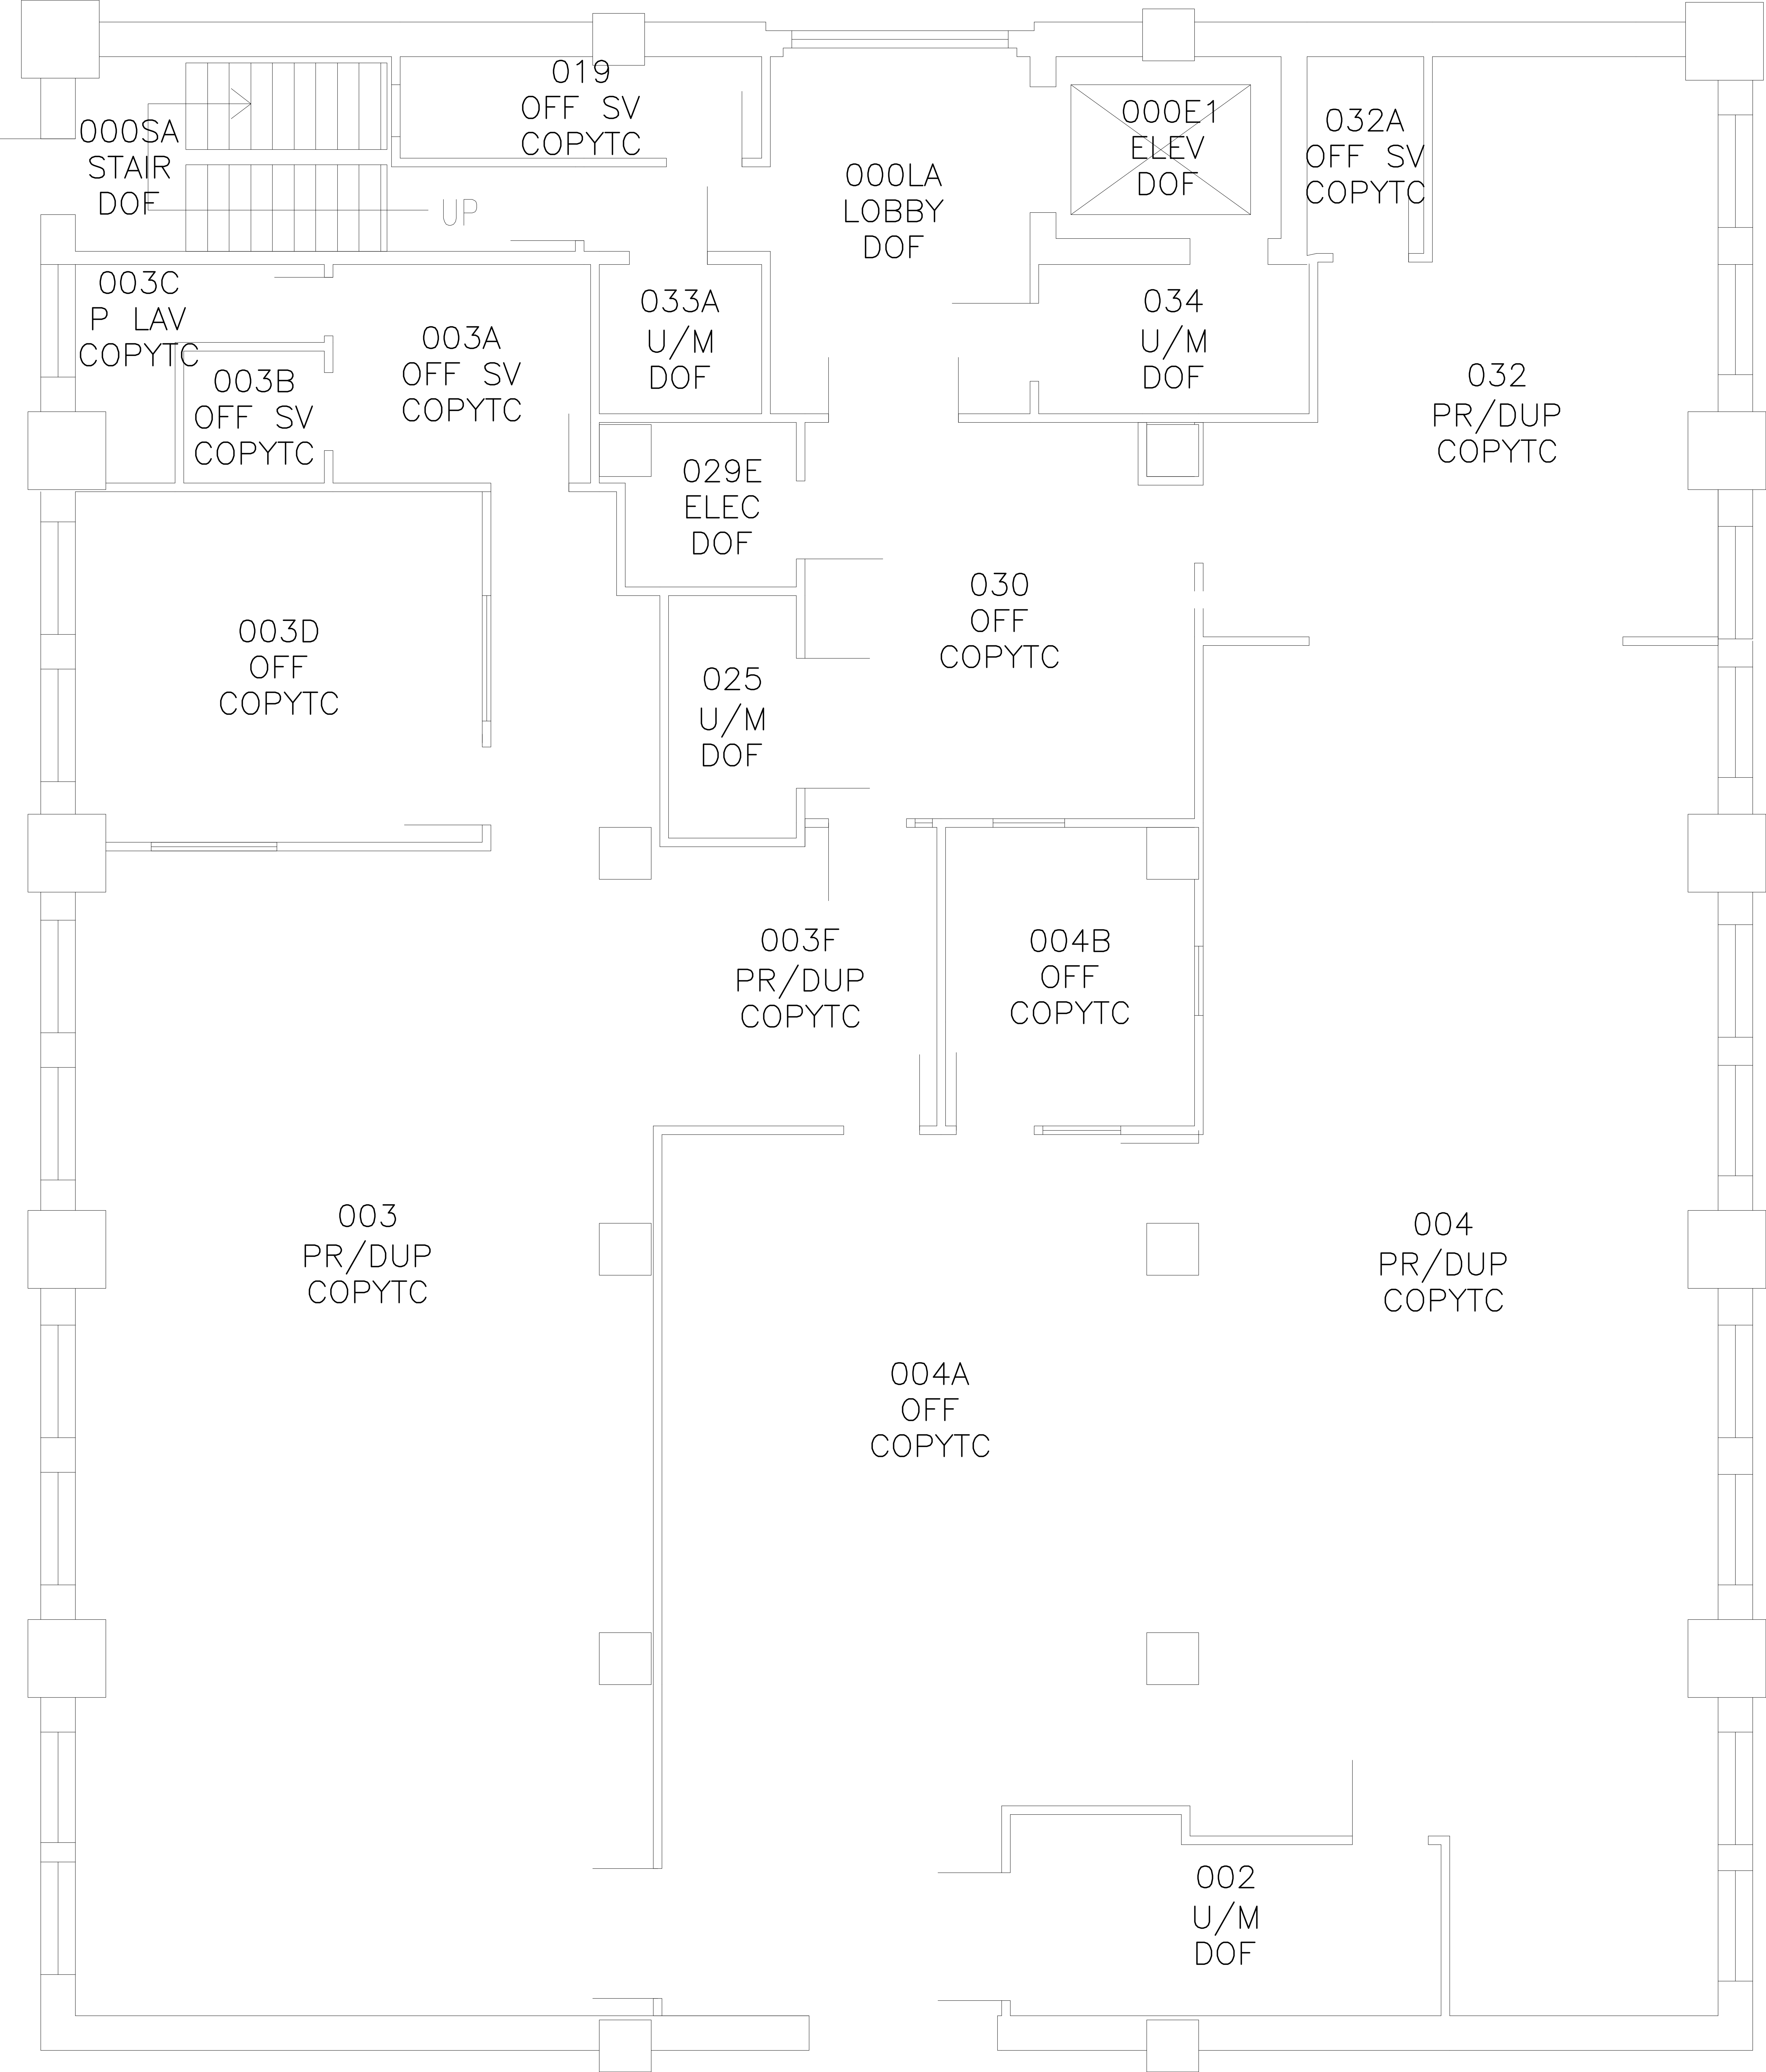 019
OFF SV
COPYTC
000SA
STAIR
DOF
UP
000LA
LOBBY
DOF
000E1
ELEV
DOF
032A
OFF SV
COPYTC
003C
P LAV
COPYTC
003B
OFF SV
COPYTC
003A
OFF SV
COPYTC
033A
U/M
DOF
034
U/M
DOF
032
PR/DUP
COPYTC
029E
ELEC
DOF
030
OFF
COPYTC
003D
OFF
COPYTC
025
U/M
DOF
003F
PR/DUP
COPYTC
004B
OFF
COPYTC
003
PR/DUP
COPYTC
004
PR/DUP
COPYTC
004A
OFF
COPYTC
002
U/M
DOF